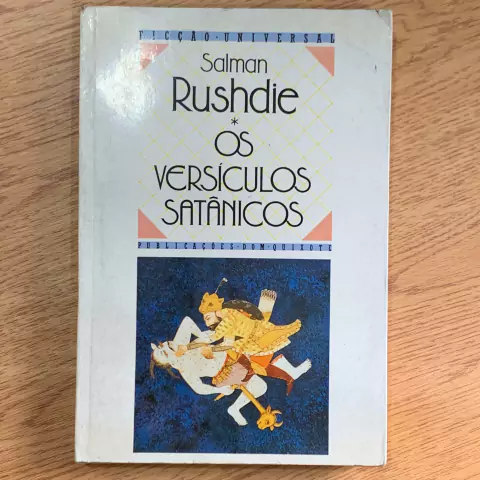 FICÇÃO·UNIVERSAL
Salman
Rushdie
*
OS
VERSÍCULOS
SATÂNICOS
PUBLICAÇÕES·DOM·QUIXOTE